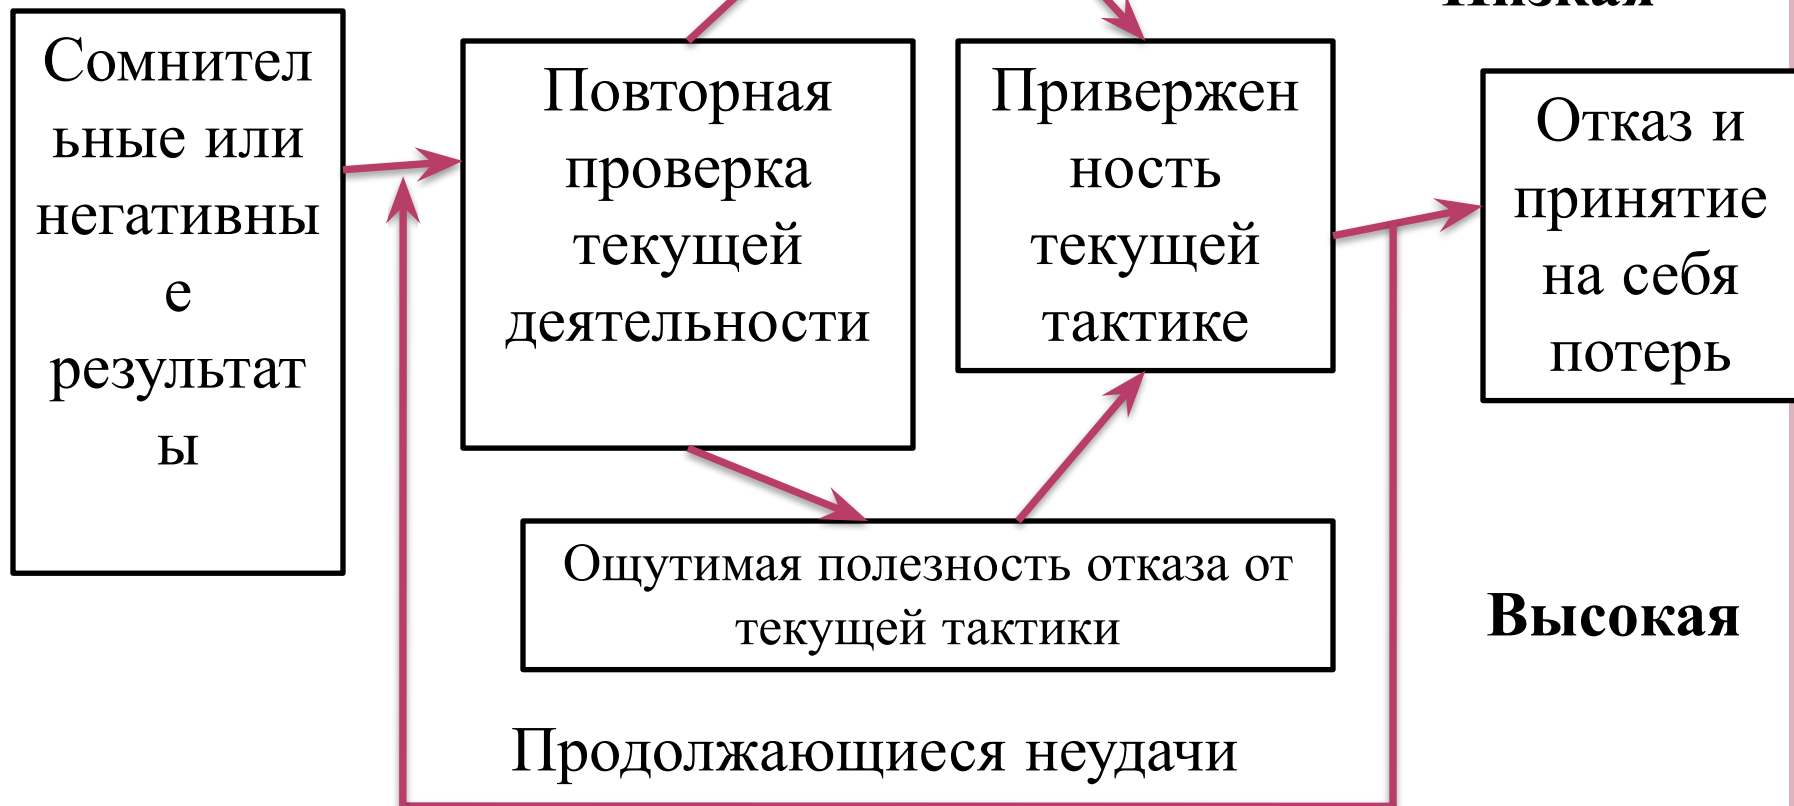 Низкая
Сомнител
ьные или
негативны
е
результат
ы
Повторная
проверка
текущей
деятельности
Привержен
ность
текущей
тактике
Отказ и
принятие
на себя
потерь
Ощутимая полезность отказа от
текущей тактики
Высокая
Продолжающиеся неудачи